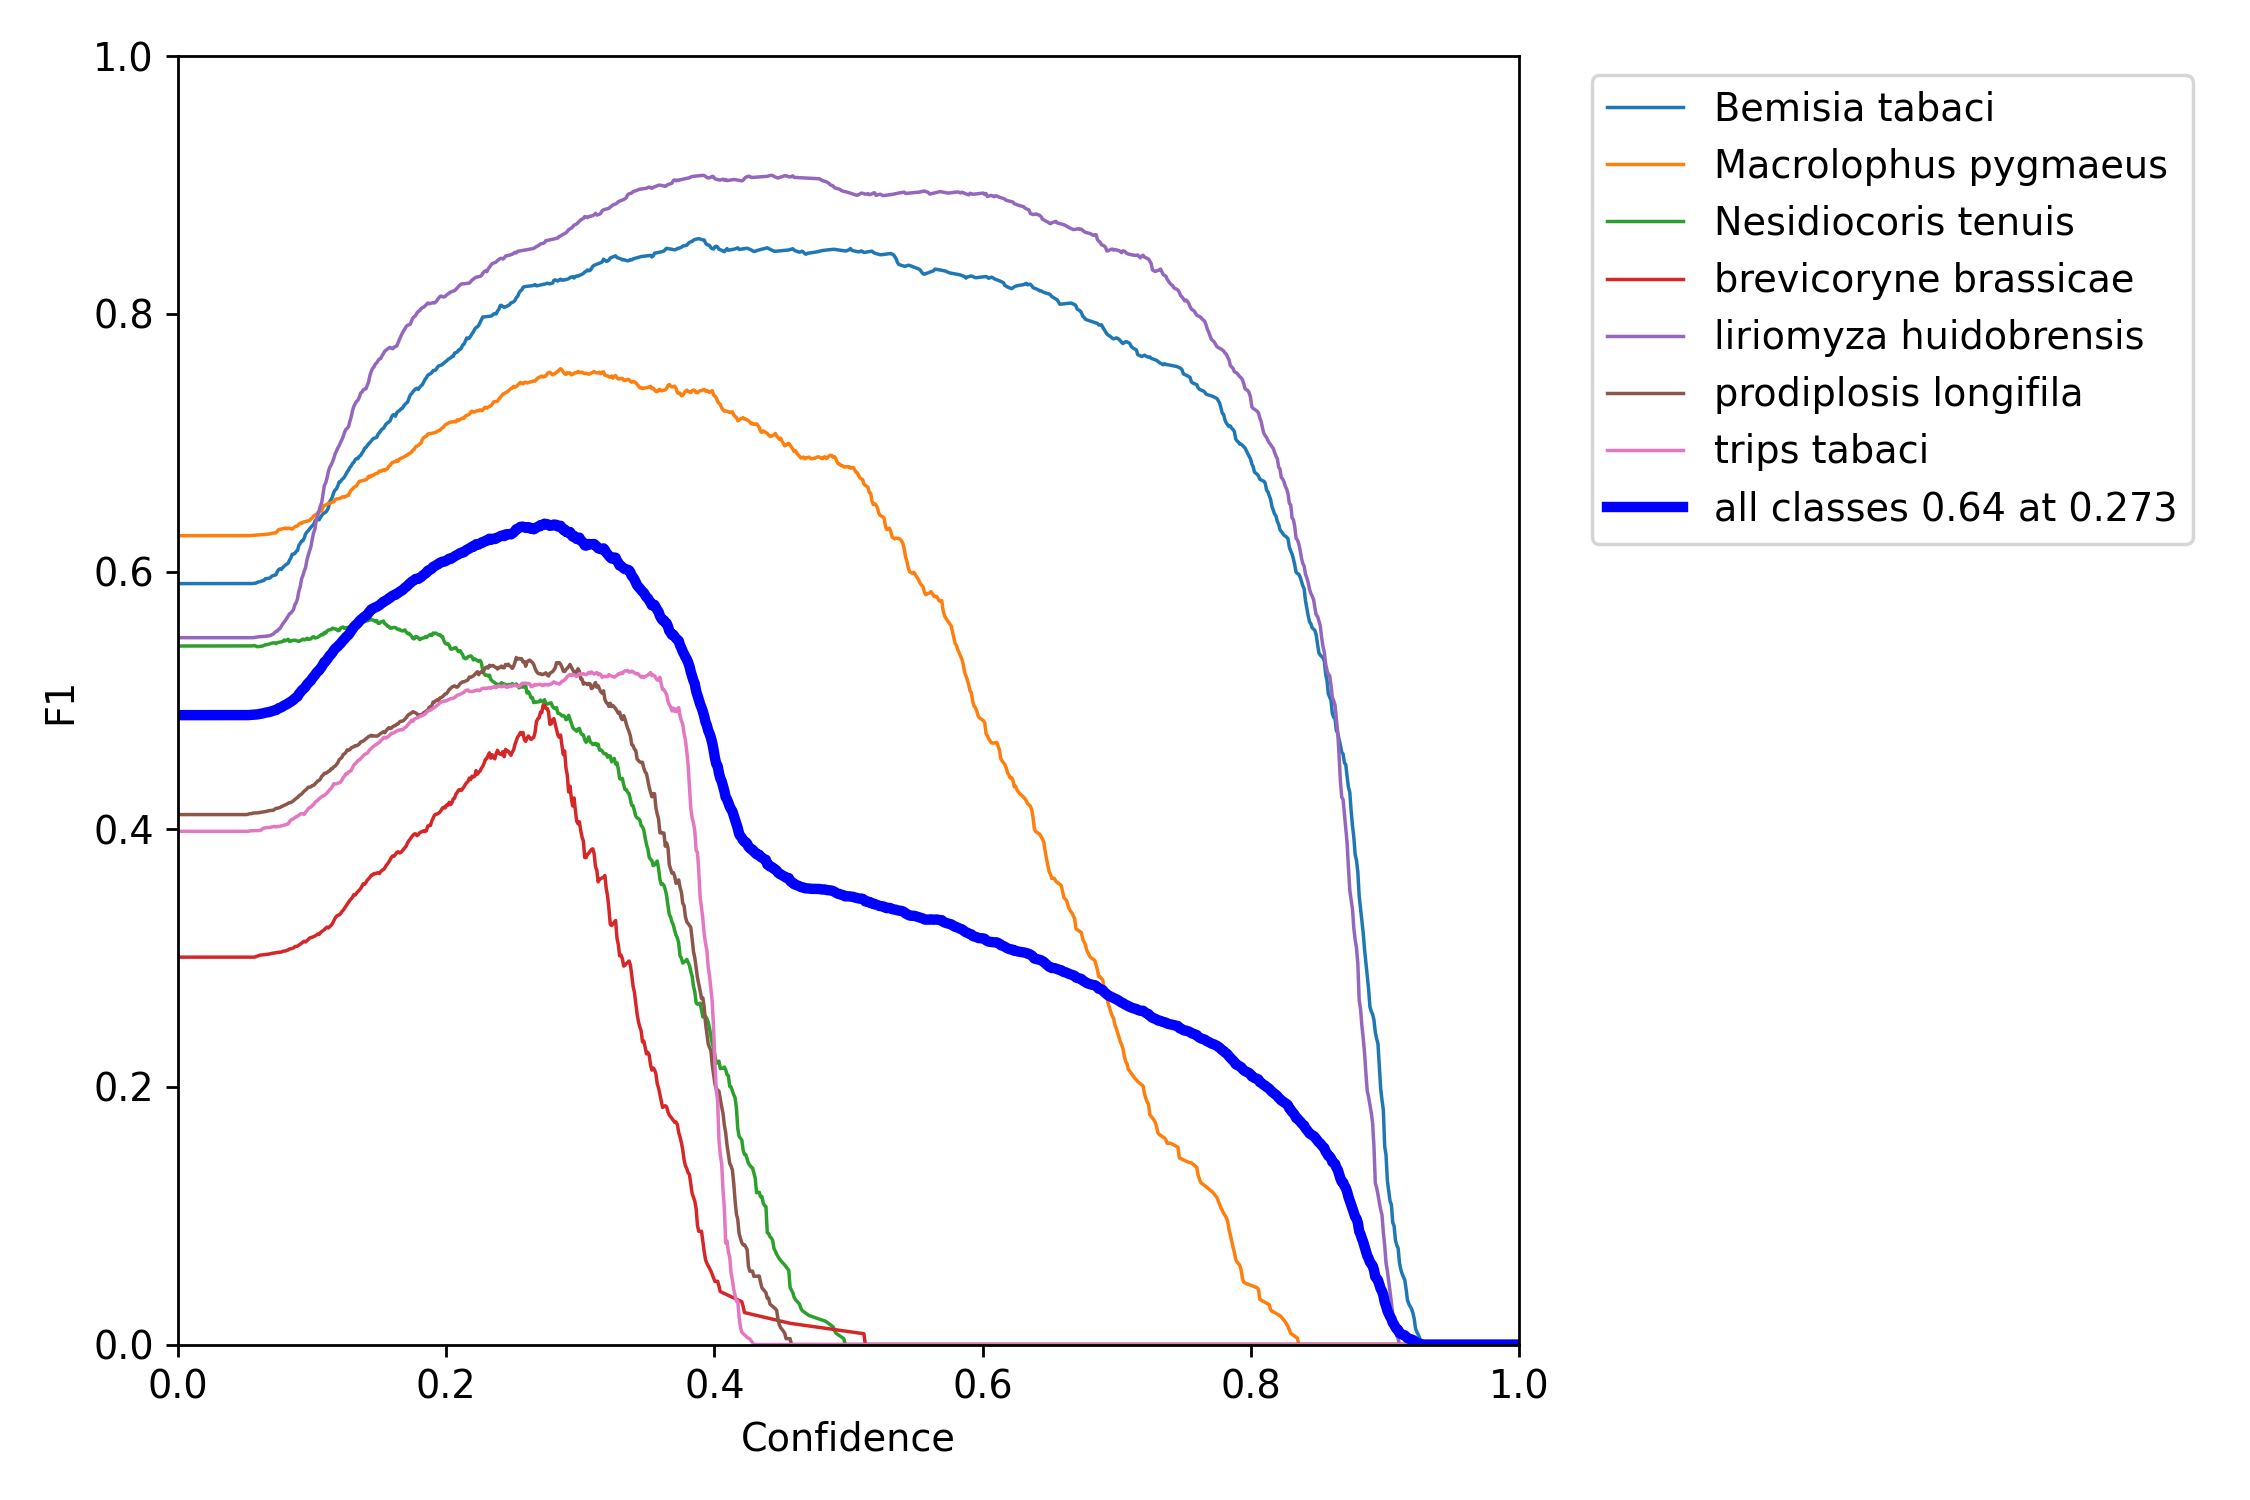 1.0
0.8
0.6
0.4
0.2
0.0
F1
0.0 0.2 0.4 0.6 0.8 1.0
Confidence
Bemisia tabaci
Macrolophus pygmaeus
Nesidiocoris tenuis
brevicoryne brassicae
liriomyza huidobrensis
prodiplosis longifila
trips tabaci
all classes 0.64 at 0.273